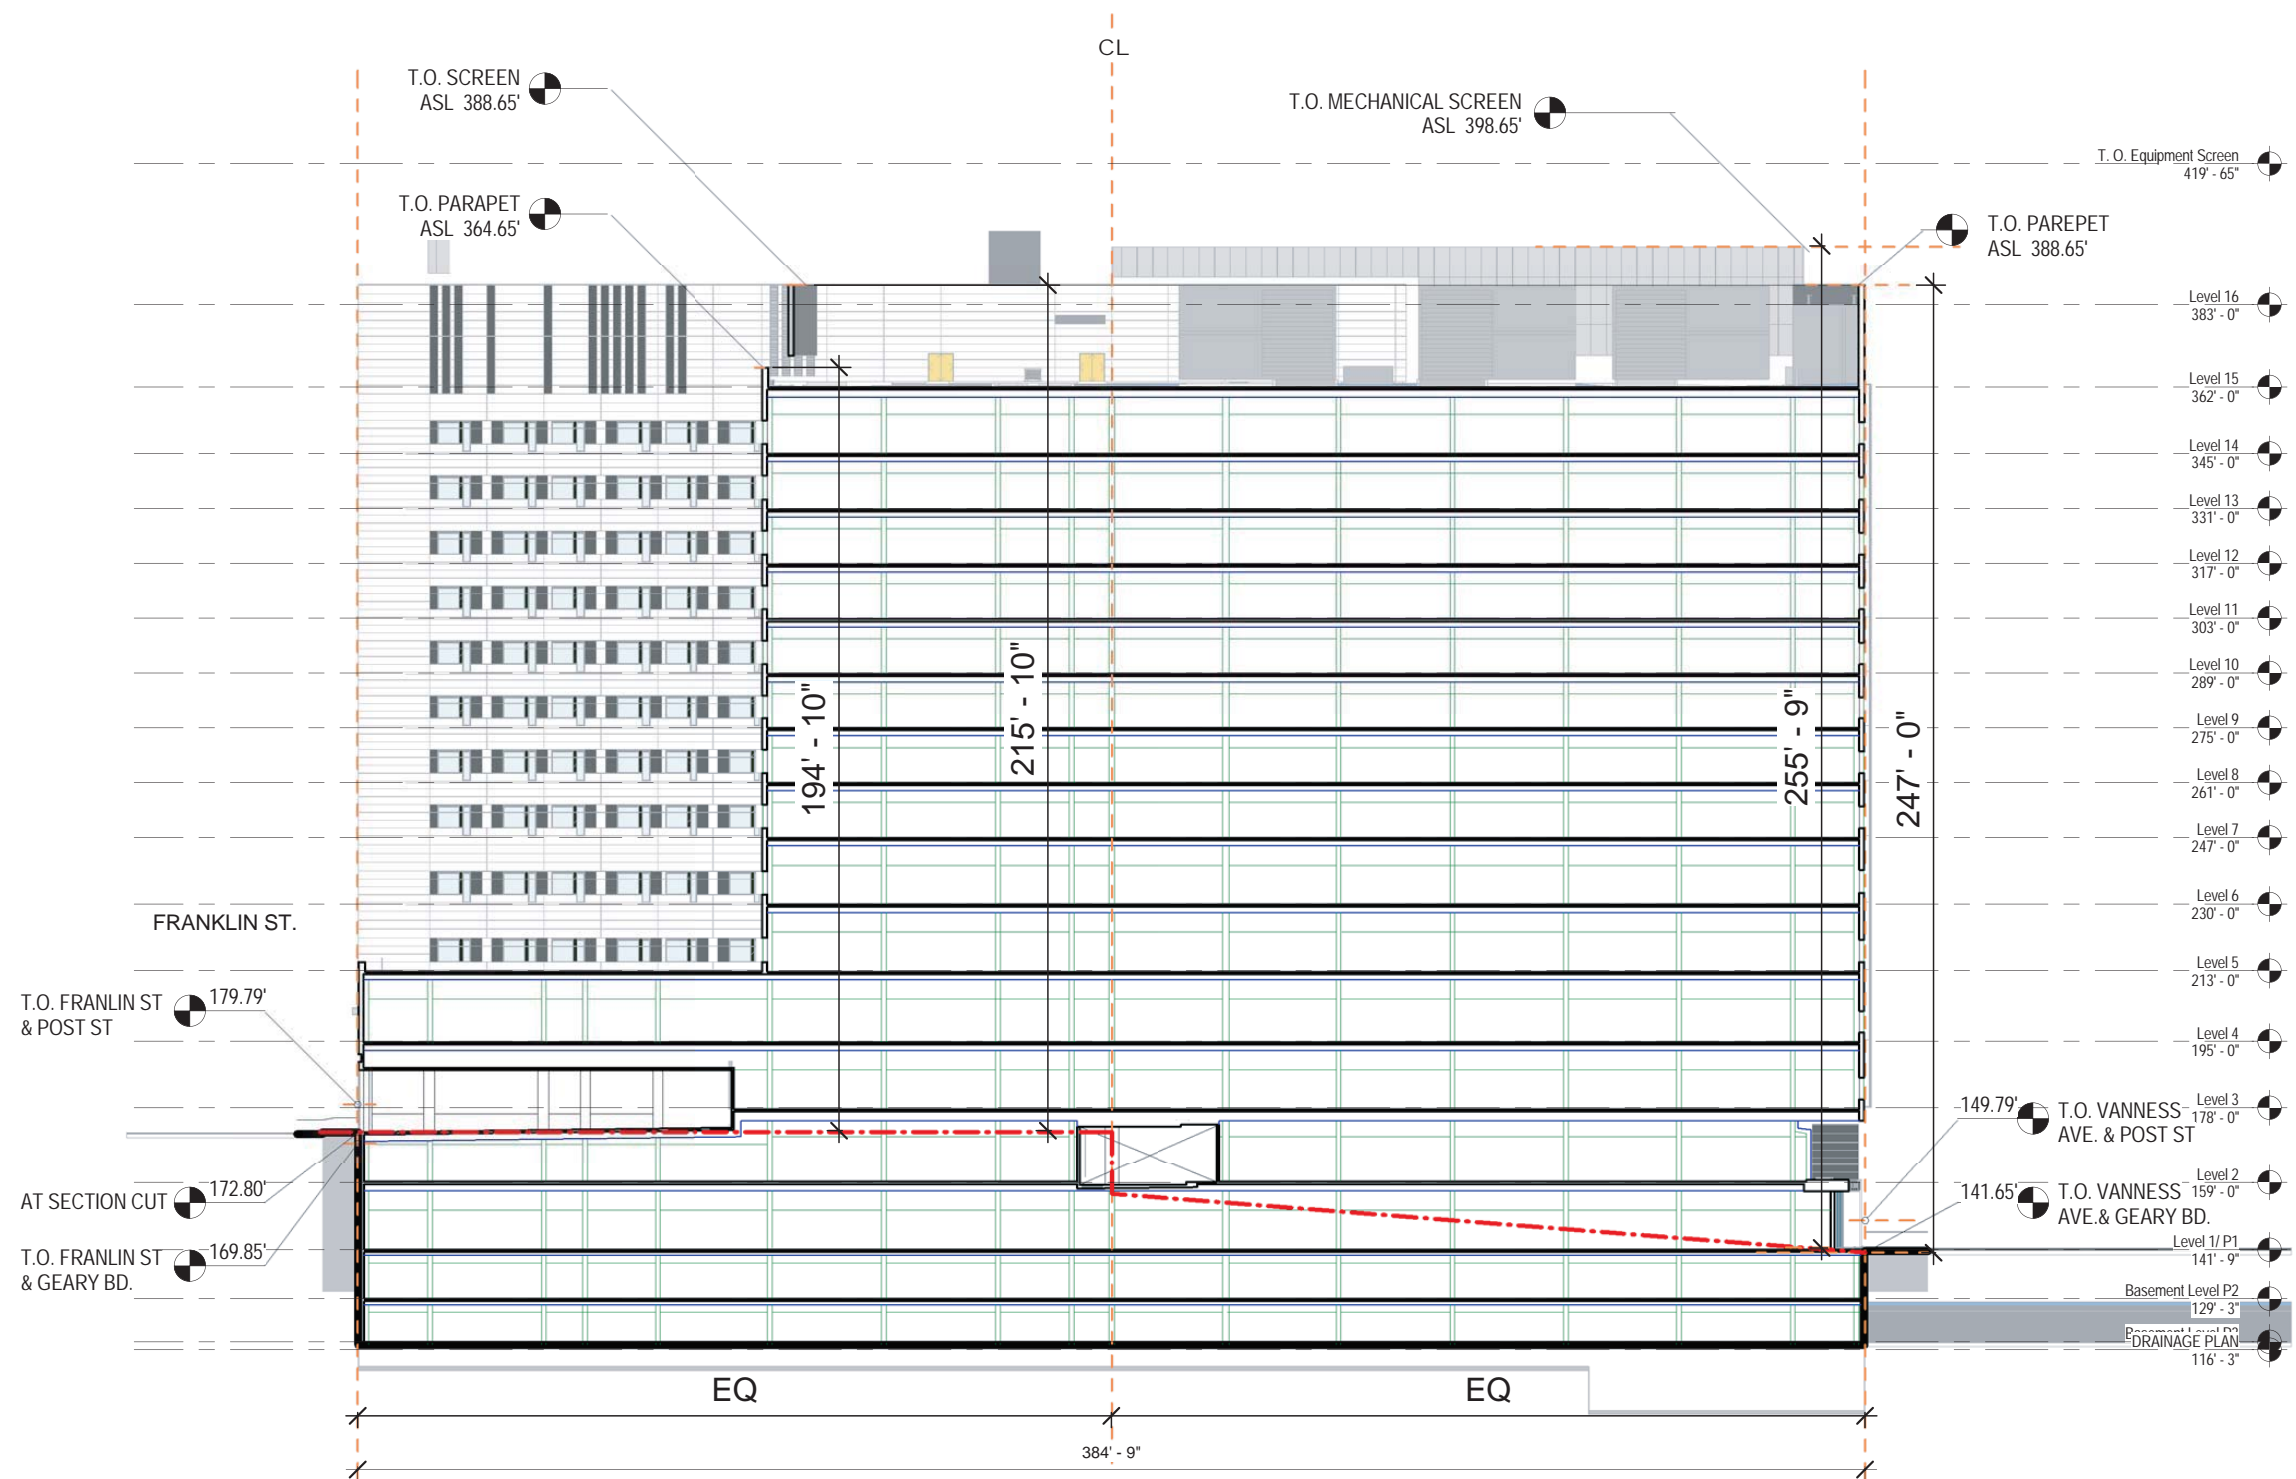 CL
T.O. SCREEN
ASL 388.65'
T.O. MECHANICAL SCREEN
ASL 398.65'
T. O. Equipment Screen
419' - 65"
T.O. PARAPET
ASL 364.65'
T.O. PAREPET
ASL 388.65'
Level 16
383' - 0"
Level 15
362' - 0"
Level 14
345' - 0"
Level 13
331' - 0"
Level 12
317' - 0"
Level 11
303' - 0"
Level 10
289' - 0"
Level 9
275' - 0"
Level 8
261' - 0"
Level 7
247' - 0"
Level 6
230' - 0"
Level 5
213' - 0"
Level 4
195' - 0"
Level 3
178' - 0"
Level 2
159' - 0"
Level 1/ P1
141' - 9"
Basement Level P2
129' - 3"
Basement Level P3
DRAINAGE PLAN
116' - 3"
194' - 10"
215' - 10"
255' - 9"
247' - 0"
FRANKLIN ST.
T.O. FRANLIN ST
& POST ST
179.79'
AT SECTION CUT
172.80'
T.O. FRANLIN ST
& GEARY BD.
169.85'
149.79'
T.O. VANNESS
AVE. & POST ST
141.65'
T.O. VANNESS
AVE.& GEARY BD.
EQ
EQ
384' - 9"